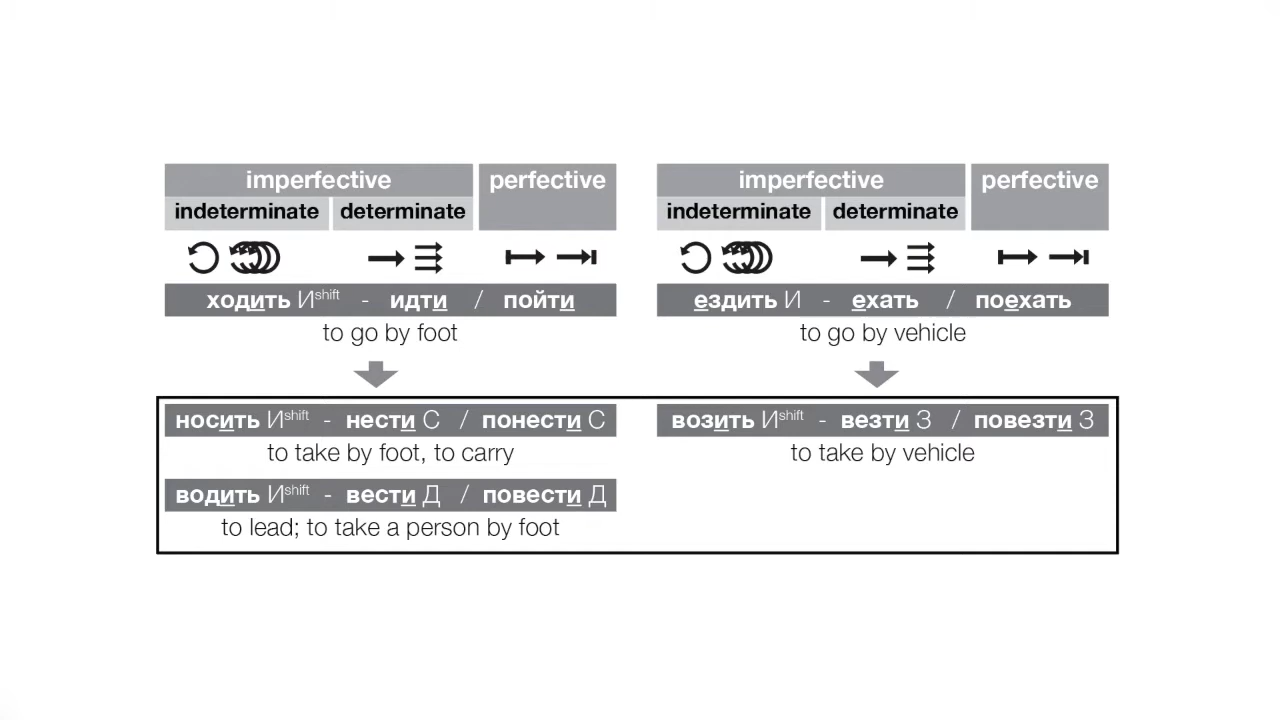 imperfective perfective
indeterminate determinate
ходить Иshift - идти / пойти
to go by foot
носить Иshift - нести С / понести С
to take by foot, to carry
водить Иshift - вести Д / повести Д
to lead; to take a person by foot
imperfective perfective
indeterminate determinate
ездить И - ехать / поехать
to go by vehicle
возить Иshift - везти З / повезти З
to take by vehicle